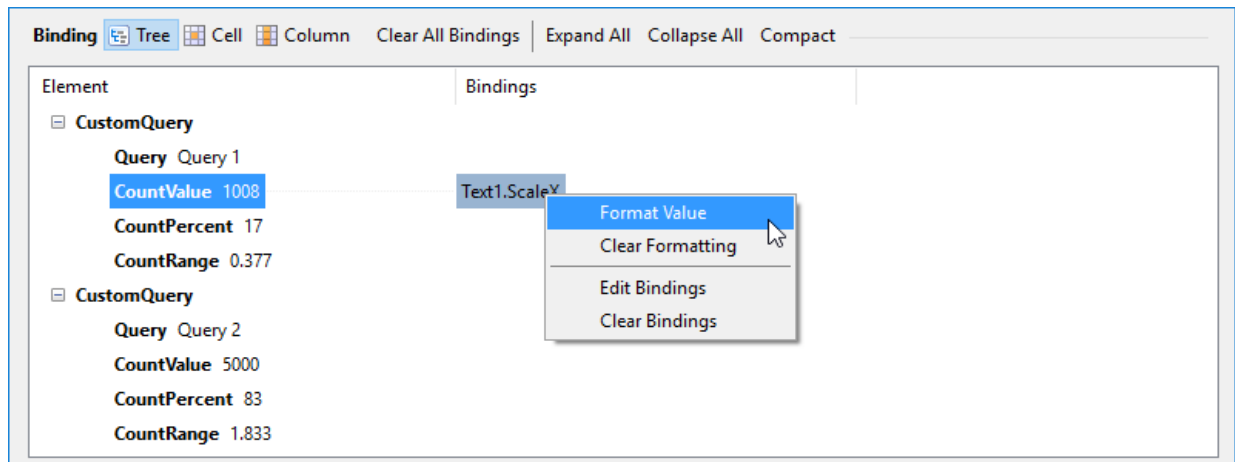 Binding Tree Cell Column Clear All Bindings Expand All Collapse All Compact
Element Bindings
CustomQuery
Query Query 1
CountValue 1008 Text1.ScaleX
Format Value
CountPercent 17
Clear Formatting
CountRange 0.377
Edit Bindings
CustomQuery
Clear Bindings
Query Query 2
CountValue 5000
CountPercent 83
CountRange 1.833